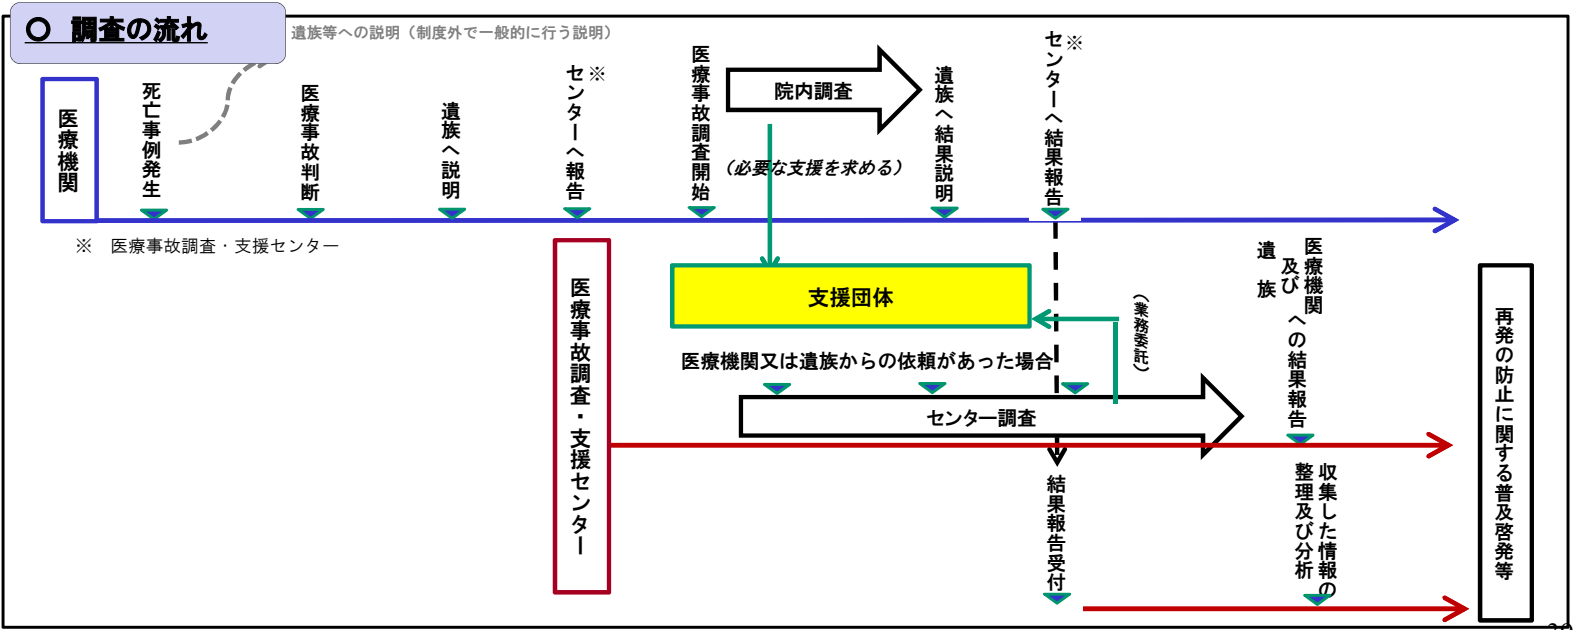 ○ 調査の流れ
遺族等への説明（制度外で一般的に行う説明）
医療機関
死亡事例発生
医療事故判断
遺族へ説明
センターへ報告
※
医療事故調査開始
院内調査
（必要な支援を求める）
遺族へ結果説明
センターへ結果報告
※
※ 医療事故調査・支援センター
医療事故調査・支援センター
支援団体
（業務委託）
医療機関又は遺族からの依頼があった場合
センター調査
医療機関
及び
遺族
への結果報告
結果報告受付
収集した情報の
整理及び分析
再発の防止に関する普及啓発等